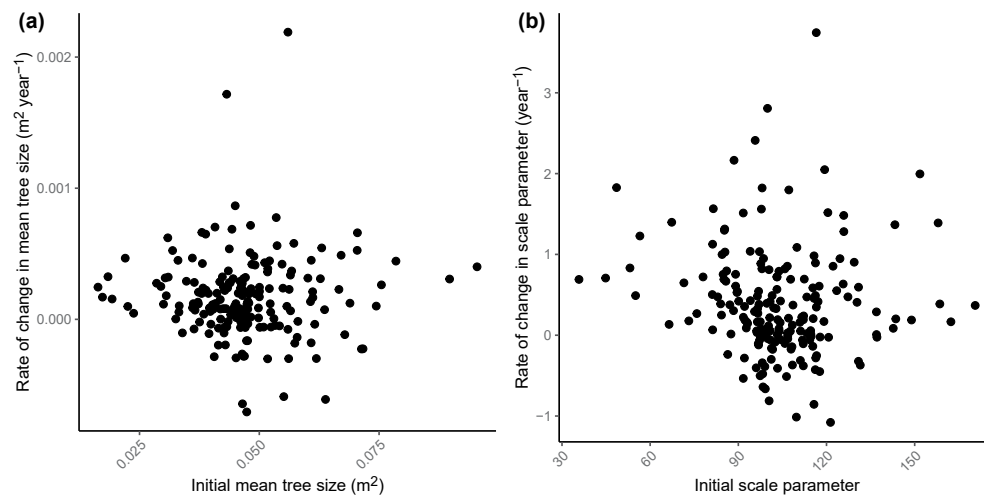 (a)
Rate of change in mean tree size (m² year⁻¹)
0.002
0.001
0.000
0.025
0.050
0.075
Initial mean tree size (m²)
(b)
Rate of change in scale parameter (year⁻¹)
3
2
1
0
−1
30
60
90
120
150
Initial scale parameter